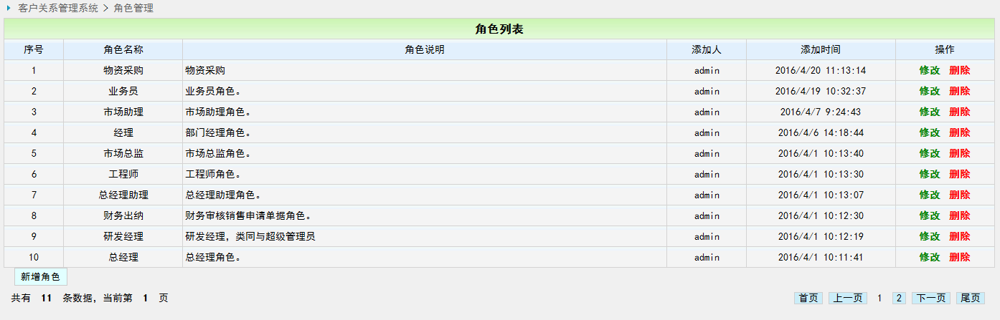 客户关系管理系统 > 角色管理
角色列表
序号 角色名称 角色说明 添加人 添加时间 操作
1 物资采购 物资采购 admin 2016/4/20 11:13:14 修改 删除
2 业务员 业务员角色。 admin 2016/4/19 10:32:37 修改 删除
3 市场助理 市场助理角色。 admin 2016/4/7 9:24:43 修改 删除
4 经理 部门经理角色。 admin 2016/4/6 14:18:44 修改 删除
5 市场总监 市场总监角色。 admin 2016/4/1 10:13:40 修改 删除
6 工程师 工程师角色。 admin 2016/4/1 10:13:30 修改 删除
7 总经理助理 总经理助理角色。 admin 2016/4/1 10:13:07 修改 删除
8 财务出纳 财务审核销售申请单据角色。 admin 2016/4/1 10:12:30 修改 删除
9 研发经理 研发经理，类同与超级管理员 admin 2016/4/1 10:12:19 修改 删除
10 总经理 总经理角色。 admin 2016/4/1 10:11:41 修改 删除
新增角色
共有 11 条数据，当前第 1 页 首页 上一页 1 2 下一页 尾页